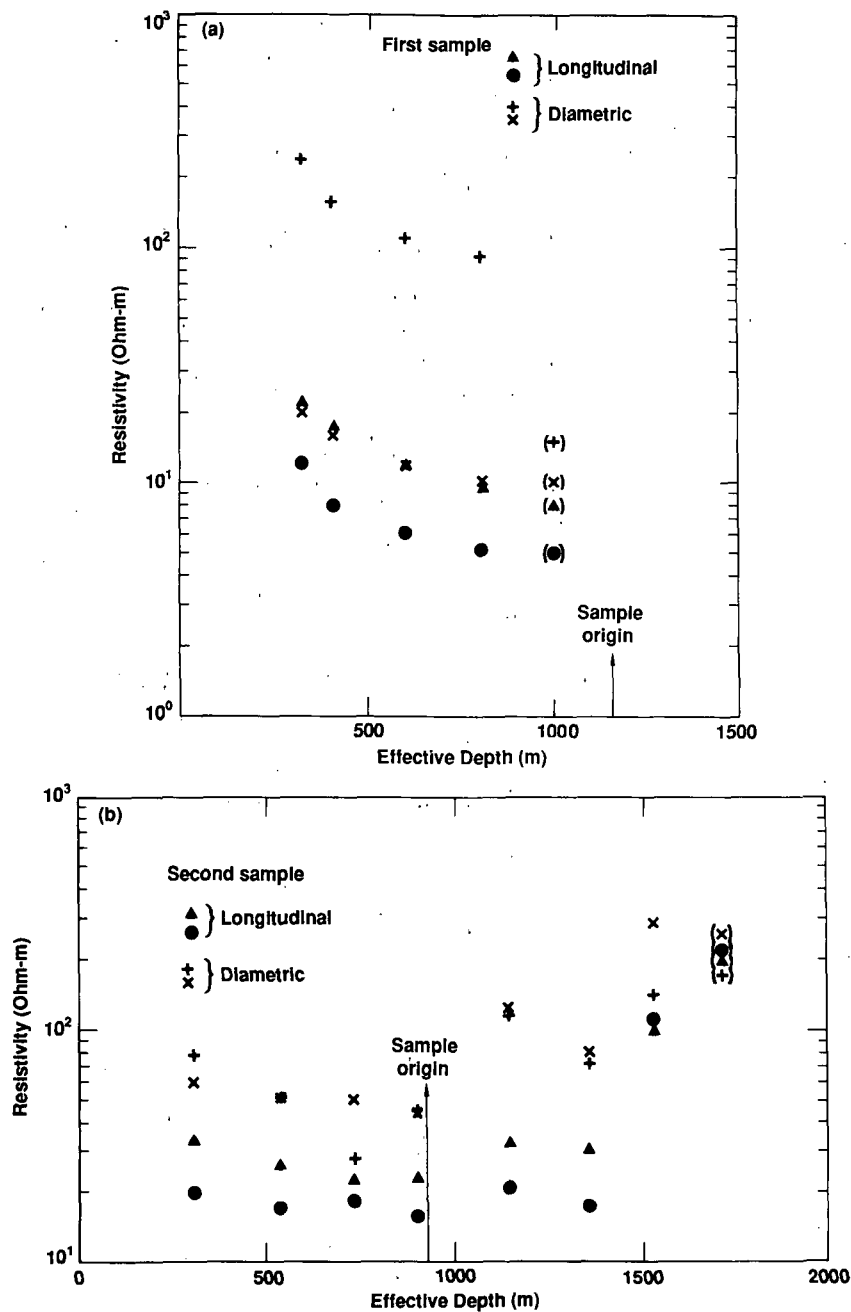 (a)
First sample
▲
● } Longitudinal
+
× } Diametric
10³
10²
10¹
10⁰
Resistivity (Ohm-m)
Sample
origin
500 1000 1500
Effective Depth (m)
(b)
Second sample
▲
● } Longitudinal
+
× } Diametric
10³
10²
10¹
Resistivity (Ohm-m)
Sample
origin
0 500 1000 1500 2000
Effective Depth (m)